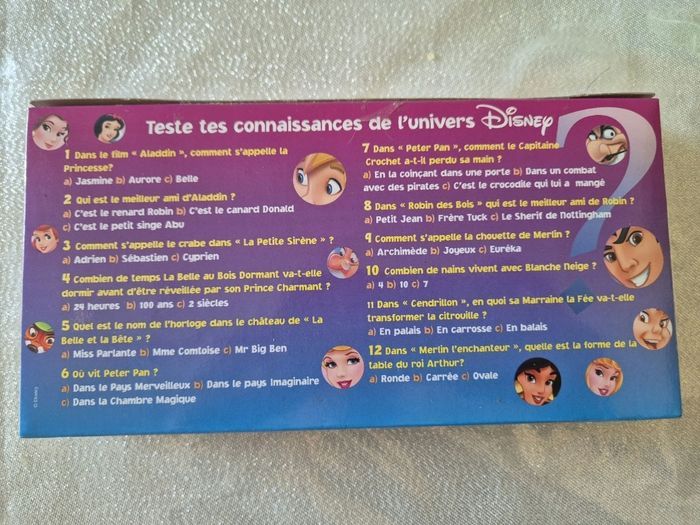 Teste tes connaissances de l'univers Disney
1 Dans le film « Aladdin », comment s'appelle la
Princesse?
a) Jasmine b) Aurore c) Belle
2 Qui est le meilleur ami d'Aladdin ?
a) C'est le renard Robin b) C'est le canard Donald
c) C'est le petit singe Abu
3 Comment s'appelle le crabe dans « La Petite Sirène » ?
a) Adrien b) Sébastien c) Cyprien
4 Combien de temps La Belle au Bois Dormant va-t-elle
dormir avant d'être réveillée par son Prince Charmant ?
a) 24 heures b) 100 ans c) 2 siècles
5 Quel est le nom de l'horloge dans le château de « La
Belle et la Bête » ?
a) Miss Parlante b) Mme Comtoise c) Mr Big Ben
6 Où vit Peter Pan ?
a) Dans le Pays Merveilleux b) Dans le pays Imaginaire
c) Dans la Chambre Magique
© Disney
7 Dans « Peter Pan », comment le Capitaine
Crochet a-t-il perdu sa main ?
a) En la coinçant dans une porte b) Dans un combat
avec des pirates c) C'est le crocodile qui lui a mangé
8 Dans « Robin des Bois » qui est le meilleur ami de Robin ?
a) Petit Jean b) Frère Tuck c) Le Sherif de Nottingham
9 Comment s'appelle la chouette de Merlin ?
a) Archimède b) Joyeux c) Euréka
10 Combien de nains vivent avec Blanche Neige ?
a) 4 b) 10 c) 7
11 Dans « Cendrillon », en quoi sa Marraine la Fée va-t-elle
transformer la citrouille ?
a) En palais b) En carrosse c) En balais
12 Dans « Merlin l'enchanteur », quelle est la forme de la
table du roi Arthur?
a) Ronde b) Carrée c) Ovale
?